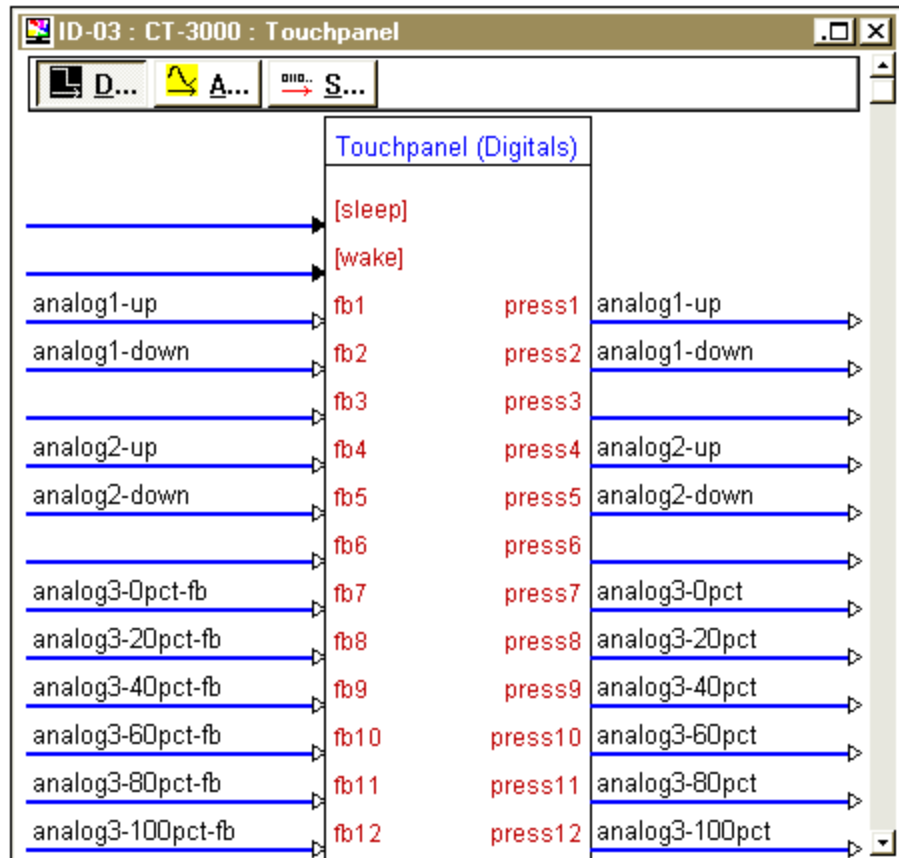 ID-03 : CT-3000 : Touchpanel
D... A... S...
Touchpanel (Digitals)
[sleep]
[wake]
analog1-up fb1 press1 analog1-up
analog1-down fb2 press2 analog1-down
fb3 press3
analog2-up fb4 press4 analog2-up
analog2-down fb5 press5 analog2-down
fb6 press6
analog3-0pct-fb fb7 press7 analog3-0pct
analog3-20pct-fb fb8 press8 analog3-20pct
analog3-40pct-fb fb9 press9 analog3-40pct
analog3-60pct-fb fb10 press10 analog3-60pct
analog3-80pct-fb fb11 press11 analog3-80pct
analog3-100pct-fb fb12 press12 analog3-100pct